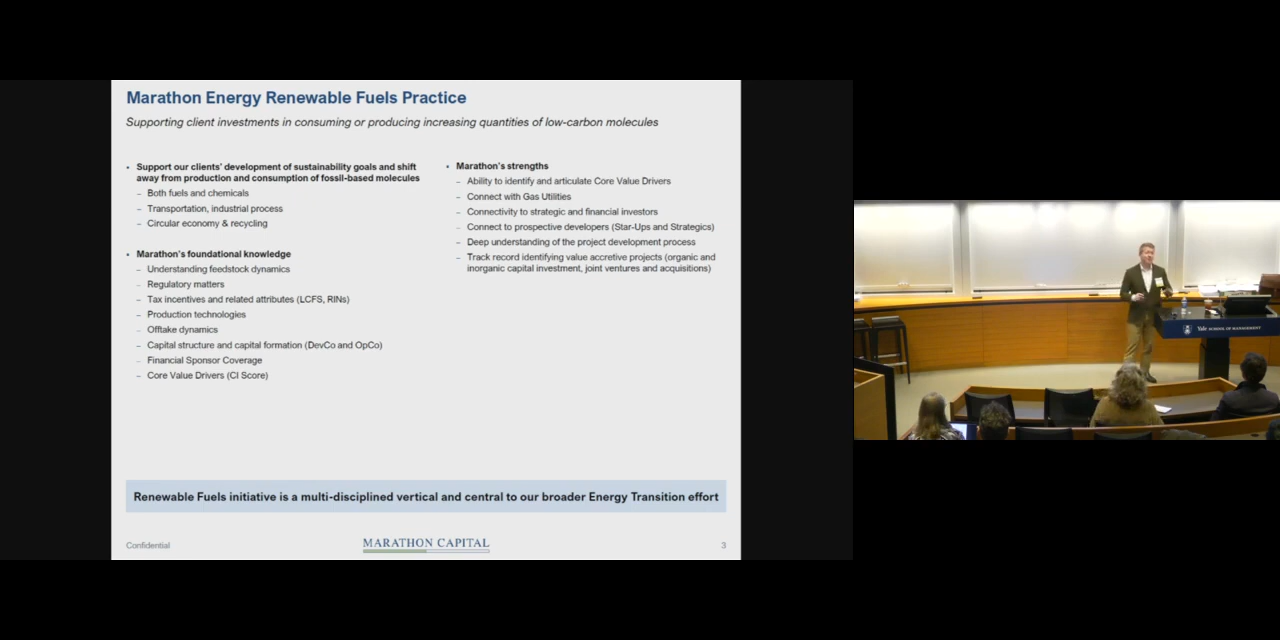 Marathon Energy Renewable Fuels Practice
Supporting client investments in consuming or producing increasing quantities of low-carbon molecules
• Support our clients' development of sustainability goals and shift
away from production and consumption of fossil-based molecules
– Both fuels and chemicals
– Transportation, industrial process
– Circular economy & recycling
• Marathon's foundational knowledge
– Understanding feedstock dynamics
– Regulatory matters
– Tax incentives and related attributes (LCFS, RINs)
– Production technologies
– Offtake dynamics
– Capital structure and capital formation (DevCo and OpCo)
– Financial Sponsor Coverage
– Core Value Drivers (CI Score)
• Marathon's strengths
– Ability to identify and articulate Core Value Drivers
– Connect with Gas Utilities
– Connectivity to strategic and financial investors
– Connect to prospective developers (Star-Ups and Strategics)
– Deep understanding of the project development process
– Track record identifying value accretive projects (organic and
inorganic capital investment, joint ventures and acquisitions)
Renewable Fuels initiative is a multi-disciplined vertical and central to our broader Energy Transition effort
Confidential
MARATHON CAPITAL
3
Yale SCHOOL OF MANAGEMENT